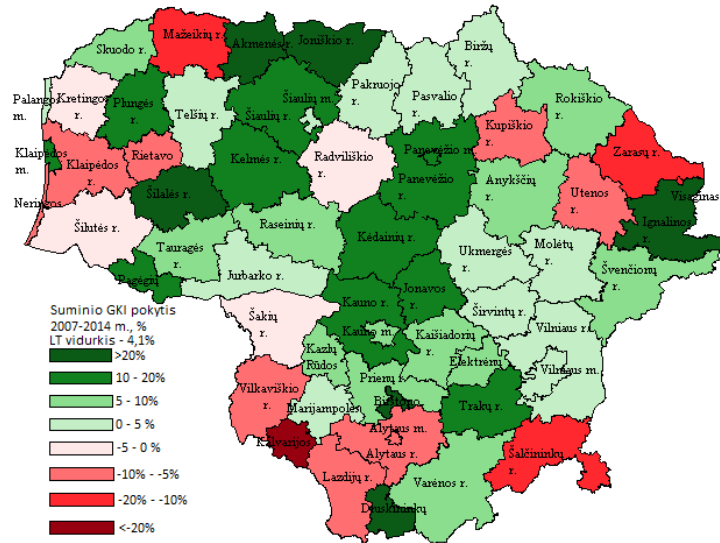 Mažeikių r.
Akmenės r.
Joniškio r.
Skuodo r.
Biržų
r.
Pakruojo
r.
Pasvalio
r.
Rokiškio
r.
Palangos
m.
Kretingos
r.
Plungės
r.
Telšių r.
Šiaulių m.
Šiaulių r.
Kupiškio
r.
Zarasų r.
Klaipėdos
m.
Klaipėdos
r.
Rietavo
Kelmės r.
Radviliškio
r.
Panevėžio m.
Panevėžio
r.
Anykščių
r.
Utenos
r.
Visaginas
Ignalinos
r.
Neringos
Šilalės r.
Šilutės r.
Raseinių r.
Tauragės
r.
Kėdainių r.
Ukmergės
r.
Molėtų
r.
Švenčionų
r.
Pagėgių
Jurbarko r.
Jonavos
r.
Širvintų r.
Kauno r.
Kauno m.
Šakių
r.
Kaišiadorių
r.
Vilniaus r.
Vilniaus m.
Elektrėnų
Kazlų
Rūdos
Prienų r.
Birštono
Trakų r.
Vilkaviškio
r.
Marijampolės
Kalvarijos
Alytaus m.
Alytaus r.
Šalčininkų
r.
Lazdijų
r.
Varėnos r.
Druskininkų
Suminio GKI pokytis
2007-2014 m., %
LT vidurkis - 4,1%
>20%
10 - 20%
5 - 10%
0 - 5 %
-5 - 0 %
-10% - -5%
-20% - -10%
<-20%